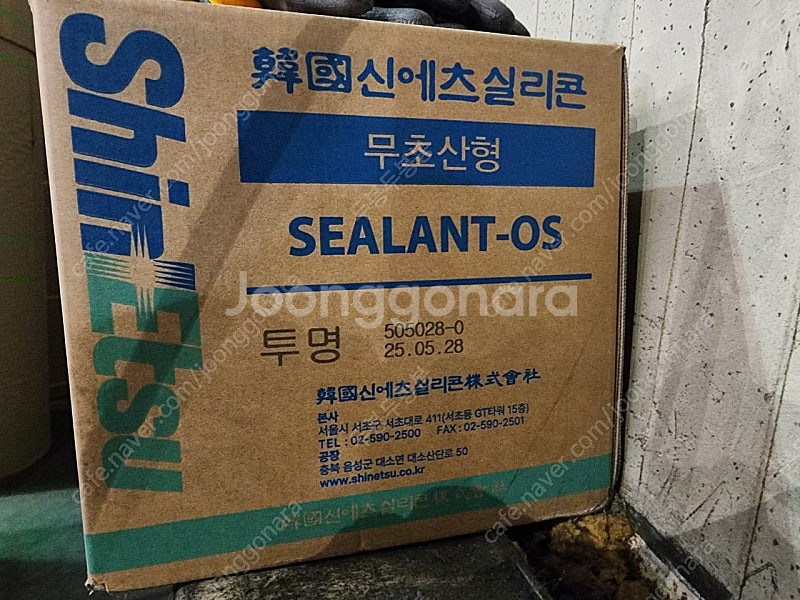 ShinEtsu
韓國신에츠실리콘
무초산형
SEALANT-OS
Joonggonara
투명
505028-0
25.05.28
韓國신에츠실리콘株式會社
본사
서울시 서초구 서초대로 411(서초동 GT타워 15층)
TEL : 02-590-2500 FAX : 02-590-2501
공장
충북 음성군 대소면 대소산단로 50
www.shinetsu.co.kr
韓國신에츠실리콘株式會社
cafe.naver.com/joonggonara